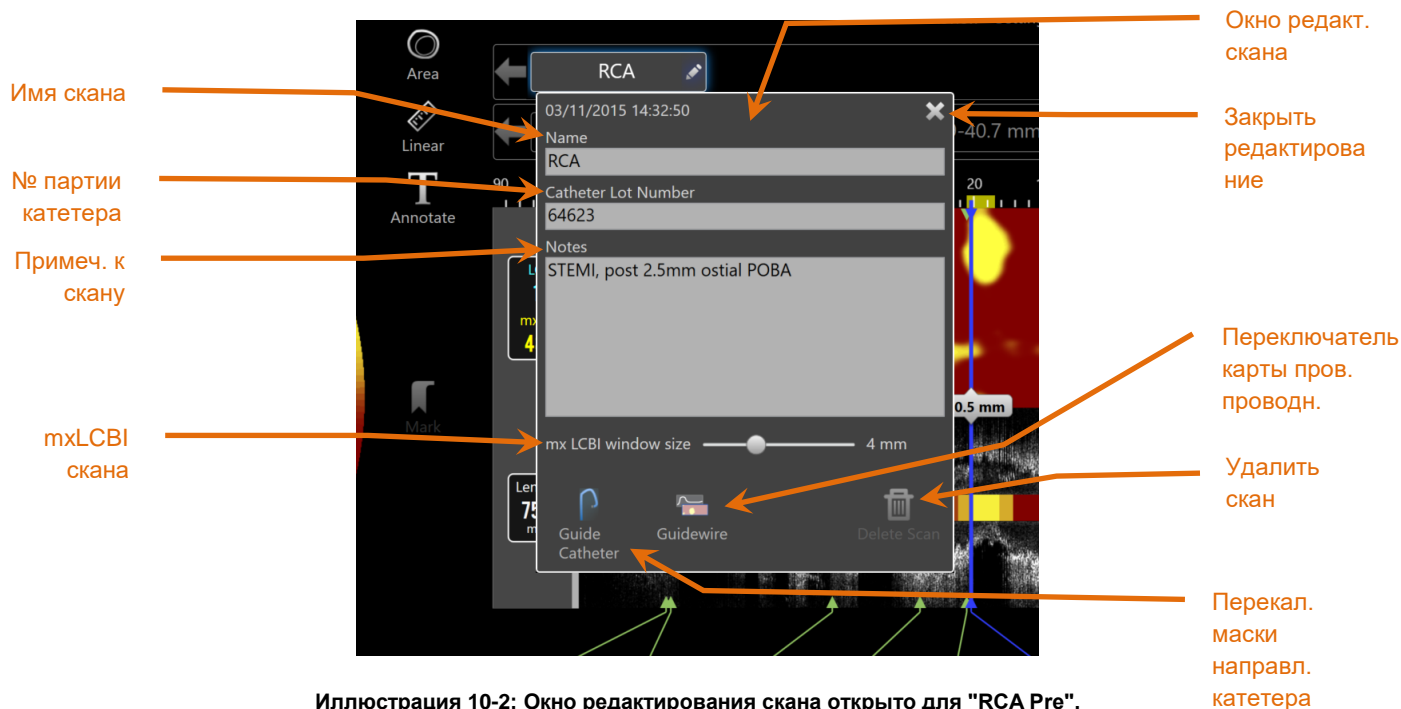 Окно редакт.
скана
Имя скана
Закрыть
редактирова
ние
№ партии
катетера
Примеч. к
скану
Переключатель
карты пров.
проводн.
mxLCBI
скана
Удалить
скан
Перекал.
маски
направл.
катетера
Area
Linear
Annotate
Mark
RCA
03/11/2015 14:32:50
-40.7 mm
Name
RCA
90
20
Catheter Lot Number
64623
Notes
STEMI, post 2.5mm ostial POBA
0.5 mm
mx LCBI window size
4 mm
Guide
Catheter
Guidewire
Delete Scan
Иллюстрация 10-2: Окно редактирования скана открыто для "RCA Pre".